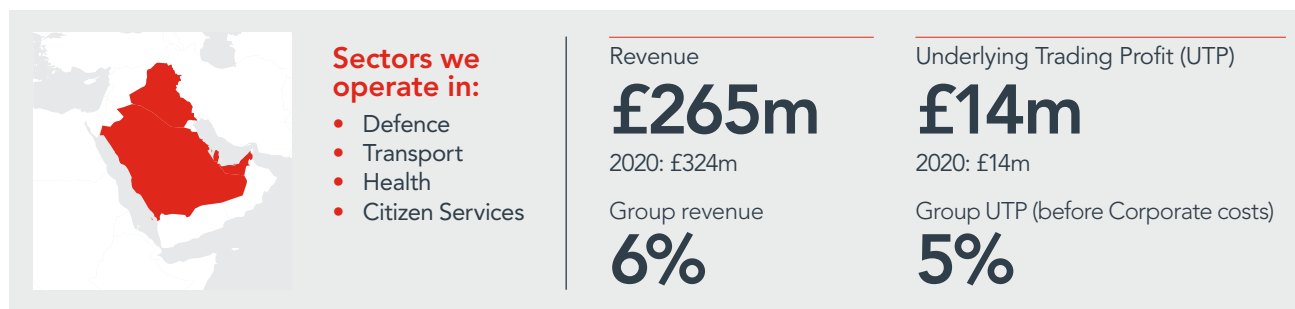 Sectors we
operate in:
• Defence
• Transport
• Health
• Citizen Services
Revenue
£265m
2020: £324m
Group revenue
6%
Underlying Trading Profit (UTP)
£14m
2020: £14m
Group UTP (before Corporate costs)
5%